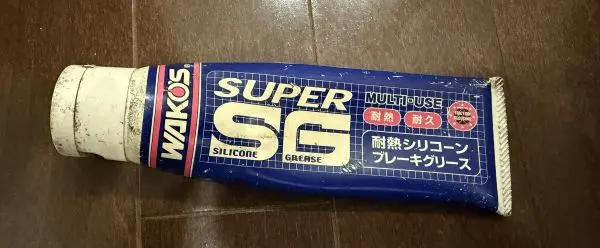 WAKO'S
SUPER
SG
SILICONE GREASE
MULTI-USE
耐熱 耐久
耐熱シリコーン
ブレーキグリース